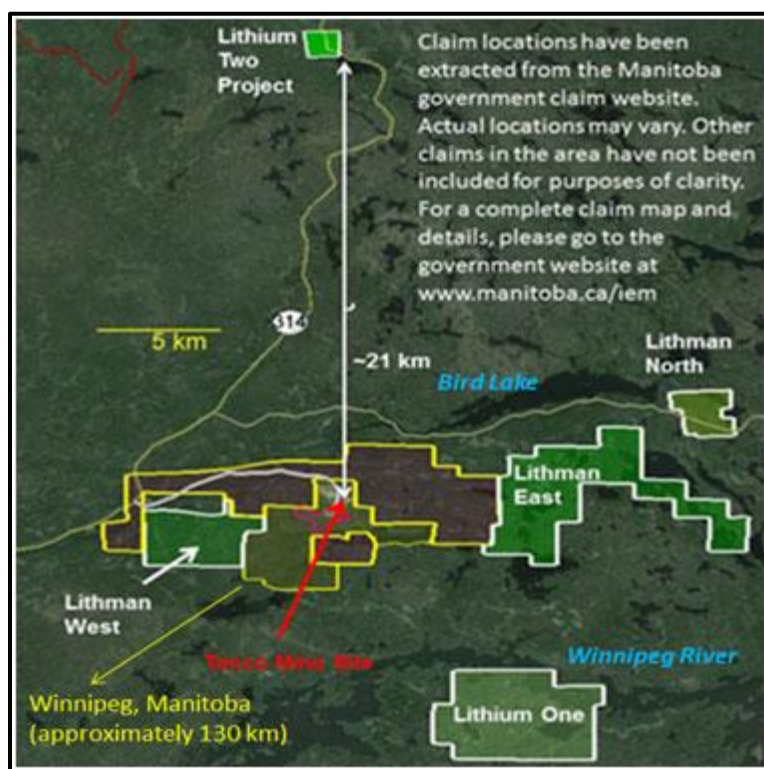 Lithium
Two
Project
Claim locations have been
extracted from the Manitoba
government claim website.
Actual locations may vary. Other
claims in the area have not been
included for purposes of clarity.
For a complete claim map and
details, please go to the
government website at
www.manitoba.ca/iem
314
5 km
~21 km
Bird Lake
Lithman
North
Lithman
East
Lithman
West
Tanco Mine Site
Winnipeg River
Winnipeg, Manitoba
(approximately 130 km)
Lithium One